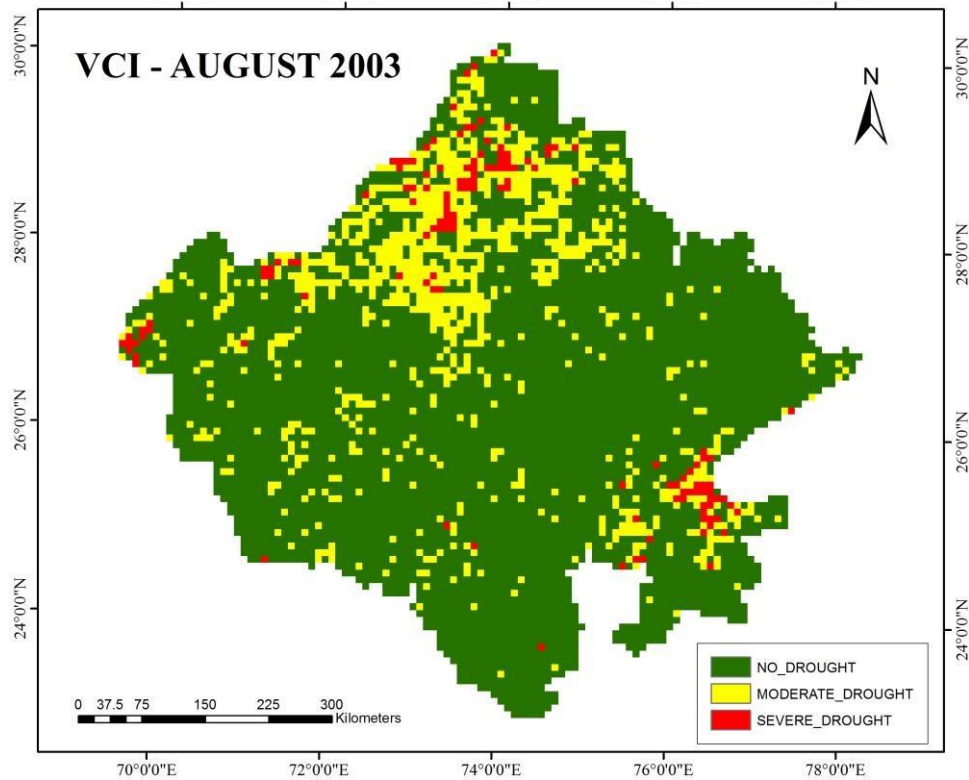 VCI - AUGUST 2003
N
30°0'0"N
28°0'0"N
26°0'0"N
24°0'0"N
30°0'0"N
28°0'0"N
26°0'0"N
24°0'0"N
NO_DROUGHT
MODERATE_DROUGHT
SEVERE_DROUGHT
0 37.5 75 150 225 300
Kilometers
70°0'0"E 72°0'0"E 74°0'0"E 76°0'0"E 78°0'0"E